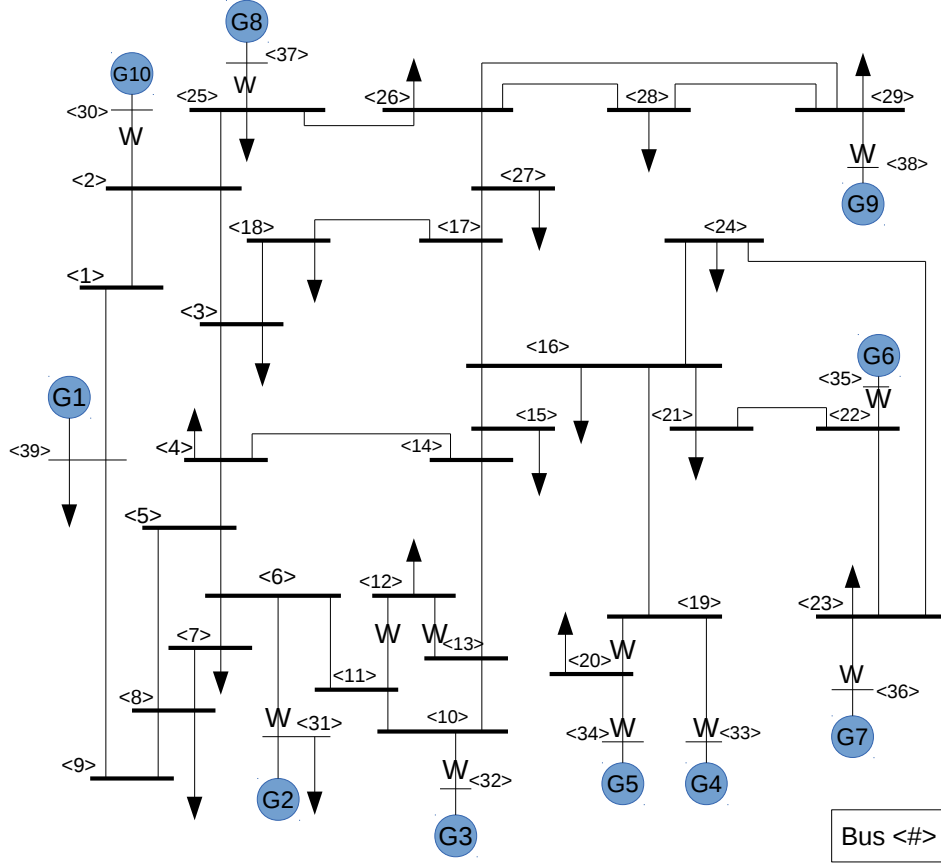 G8
<37>
W
G10
<25>
<26>
<28>
<29>
<30>
W
W
<38>
<2>
<27>
G9
<18>
<17>
<24>
<1>
<3>
<16>
G6
<35>
W
G1
<15>
<21>
<22>
<39>
<4>
<14>
<5>
<6>
<12>
<7>
W
W
<13>
<19>
<23>
W
<20>
<11>
<8>
W
<36>
<31>
<10>
W
<34>
W
W
<33>
G7
<9>
W
<32>
G2
G5
G4
G3
Bus <#>